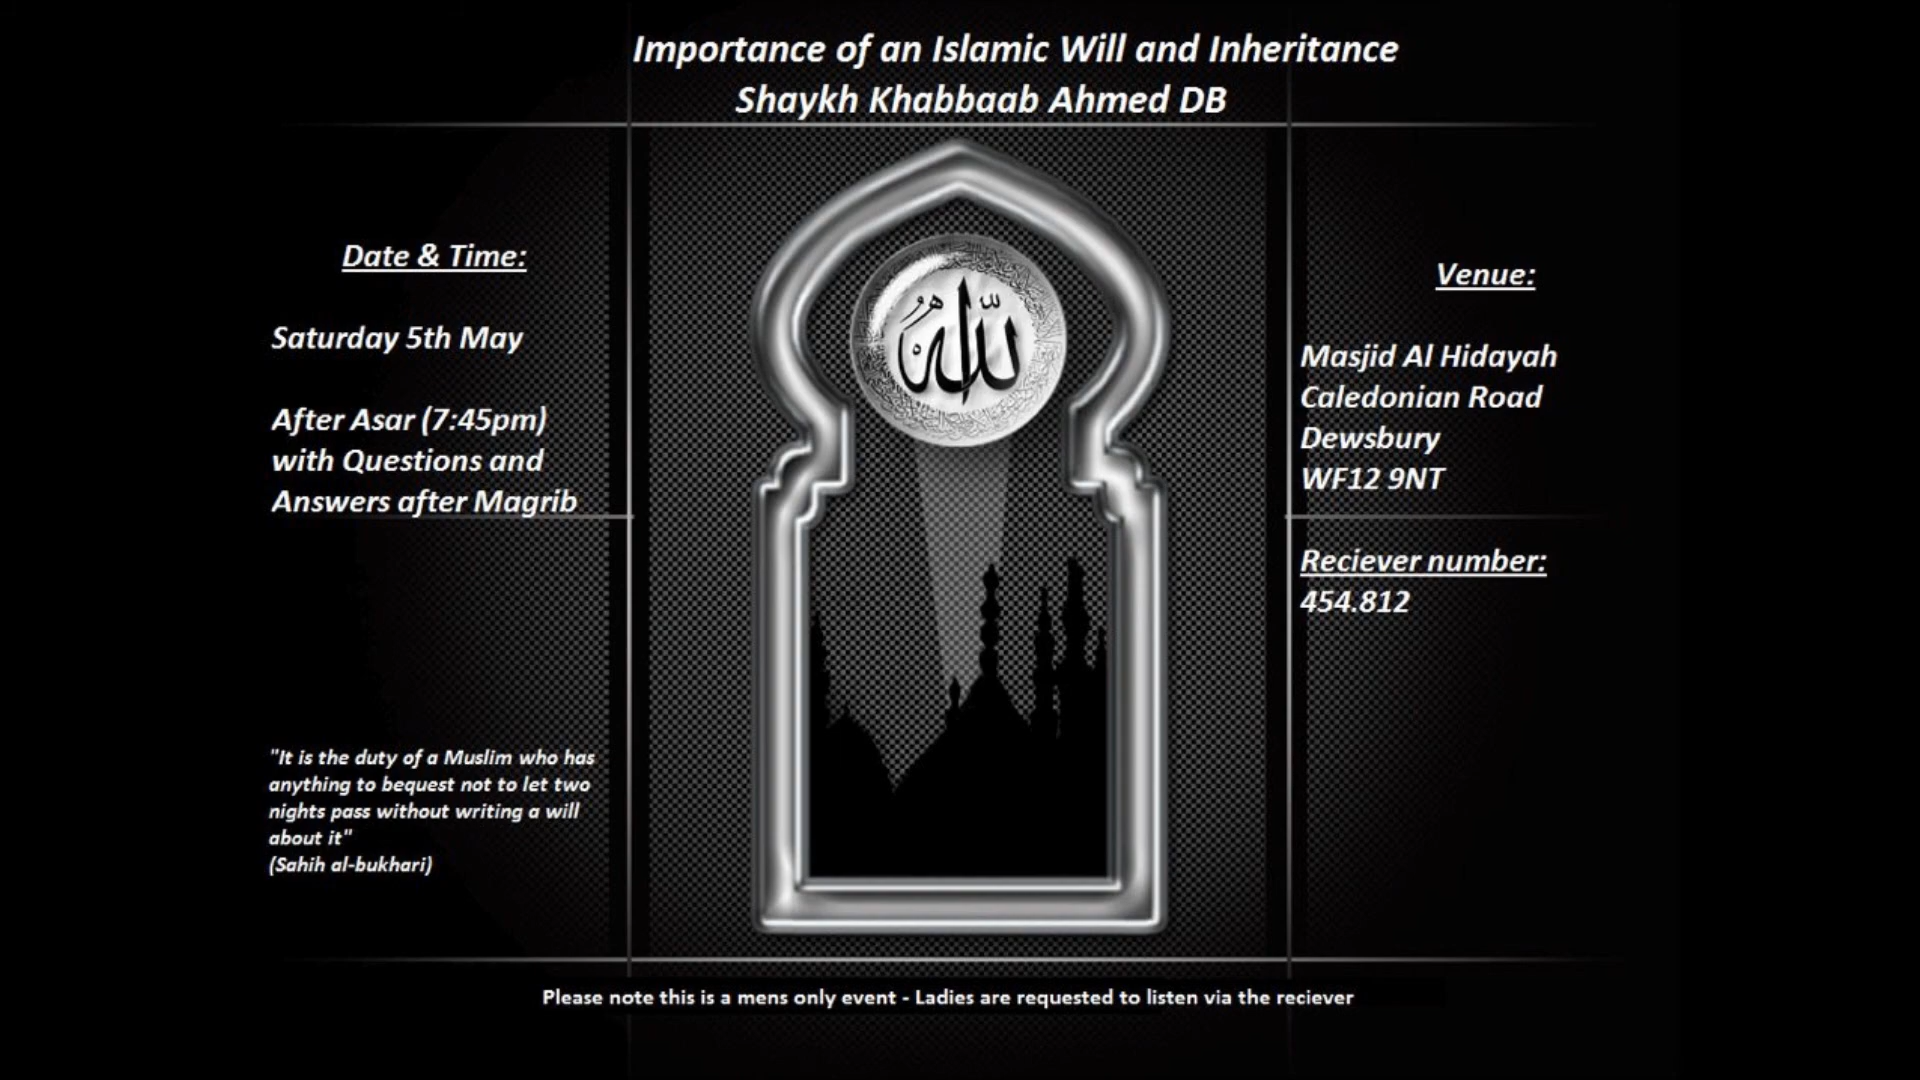 Importance of an Islamic Will and Inheritance
Shaykh Khabbaab Ahmed DB
Date & Time:
Saturday 5th May
After Asar (7:45pm)
with Questions and
Answers after Magrib
"It is the duty of a Muslim who has
anything to bequest not to let two
nights pass without writing a will
about it"
(Sahih al-bukhari)
الله
Venue:
Masjid Al Hidayah
Caledonian Road
Dewsbury
WF12 9NT
Reciever number:
454.812
Please note this is a mens only event - Ladies are requested to listen via the reciever